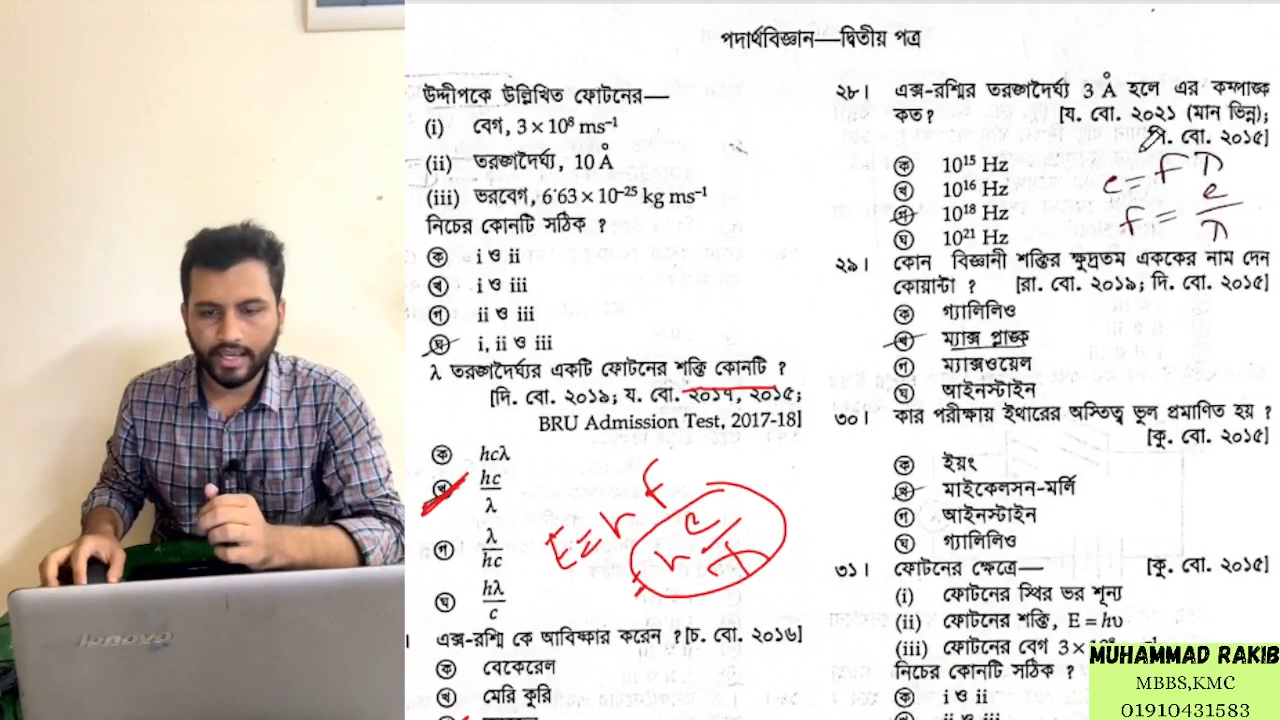 পদার্থবিজ্ঞান—দ্বিতীয় পত্র
উদ্দীপকে উল্লিখিত ফোটনের—
(i) বেগ, 3 × 10⁸ ms⁻¹
(ii) তরঙ্গদৈর্ঘ্য, 10 Å
(iii) ভরবেগ, 6·63 × 10⁻²⁵ kg ms⁻¹
নিচের কোনটি সঠিক ?
ক i ও ii
খ i ও iii
গ ii ও iii
ঘ i, ii ও iii
λ তরঙ্গদৈর্ঘ্যর একটি ফোটনের শক্তি কোনটি ?
[দি. বো. ২০১৯; য. বো. ২০১৭, ২০১৫;
BRU Admission Test, 2017-18]
ক hcλ
খ hc/λ
গ λ/hc
ঘ hλ/c
E = h f
h c/λ
এক্স-রশ্মি কে আবিষ্কার করেন ? [চ. বো. ২০১৬]
ক বেকেরেল
খ মেরি কুরি
২৮। এক্স-রশ্মির তরঙ্গদৈর্ঘ্য 3 Å হলে এর কম্পাঙ্ক
কত ? [য. বো. ২০২১ (মান ভিন্ন);
বো. ২০১৫]
ক 10¹⁵ Hz
খ 10¹⁶ Hz
গ 10¹⁸ Hz
ঘ 10²¹ Hz
c = f λ
f = c/λ
২৯। কোন বিজ্ঞানী শক্তির ক্ষুদ্রতম এককের নাম দেন
কোয়ান্টা ? [রা. বো. ২০১৯; দি. বো. ২০১৫]
ক গ্যালিলিও
খ ম্যাক্স প্লাঙ্ক
গ ম্যাক্সওয়েল
ঘ আইনস্টাইন
৩০। কার পরীক্ষায় ইথারের অস্তিত্ব ভুল প্রমাণিত হয় ?
[কু. বো. ২০১৫]
ক ইয়ং
খ মাইকেলসন-মর্লি
গ আইনস্টাইন
ঘ গ্যালিলিও
৩১। ফোটনের ক্ষেত্রে— [কু. বো. ২০১৫]
(i) ফোটনের স্থির ভর শূন্য
(ii) ফোটনের শক্তি, E = hυ
(iii) ফোটনের বেগ 3 ×
নিচের কোনটি সঠিক ?
ক i ও ii
ii ও iii
MUHAMMAD RAKIB
MBBS,KMC
01910431583
lenovo